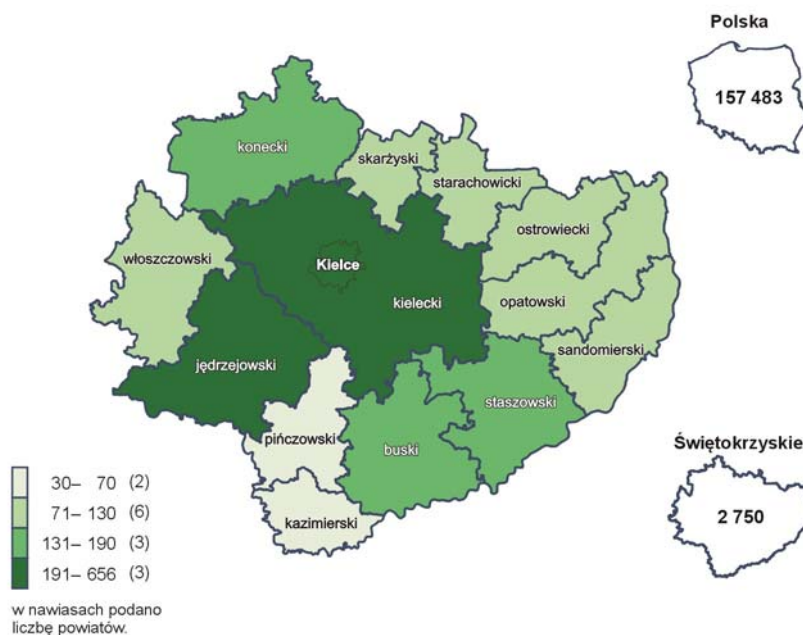 Polska
157 483
konecki
skarżyski
starachowicki
ostrowiecki
włoszczowski
Kielce
kielecki
opatowski
sandomierski
jędrzejowski
staszowski
pińczowski
buski
kazimierski
Świętokrzyskie
2 750
30– 70 (2)
71– 130 (6)
131– 190 (3)
191– 656 (3)
w nawiasach podano
liczbę powiatów.